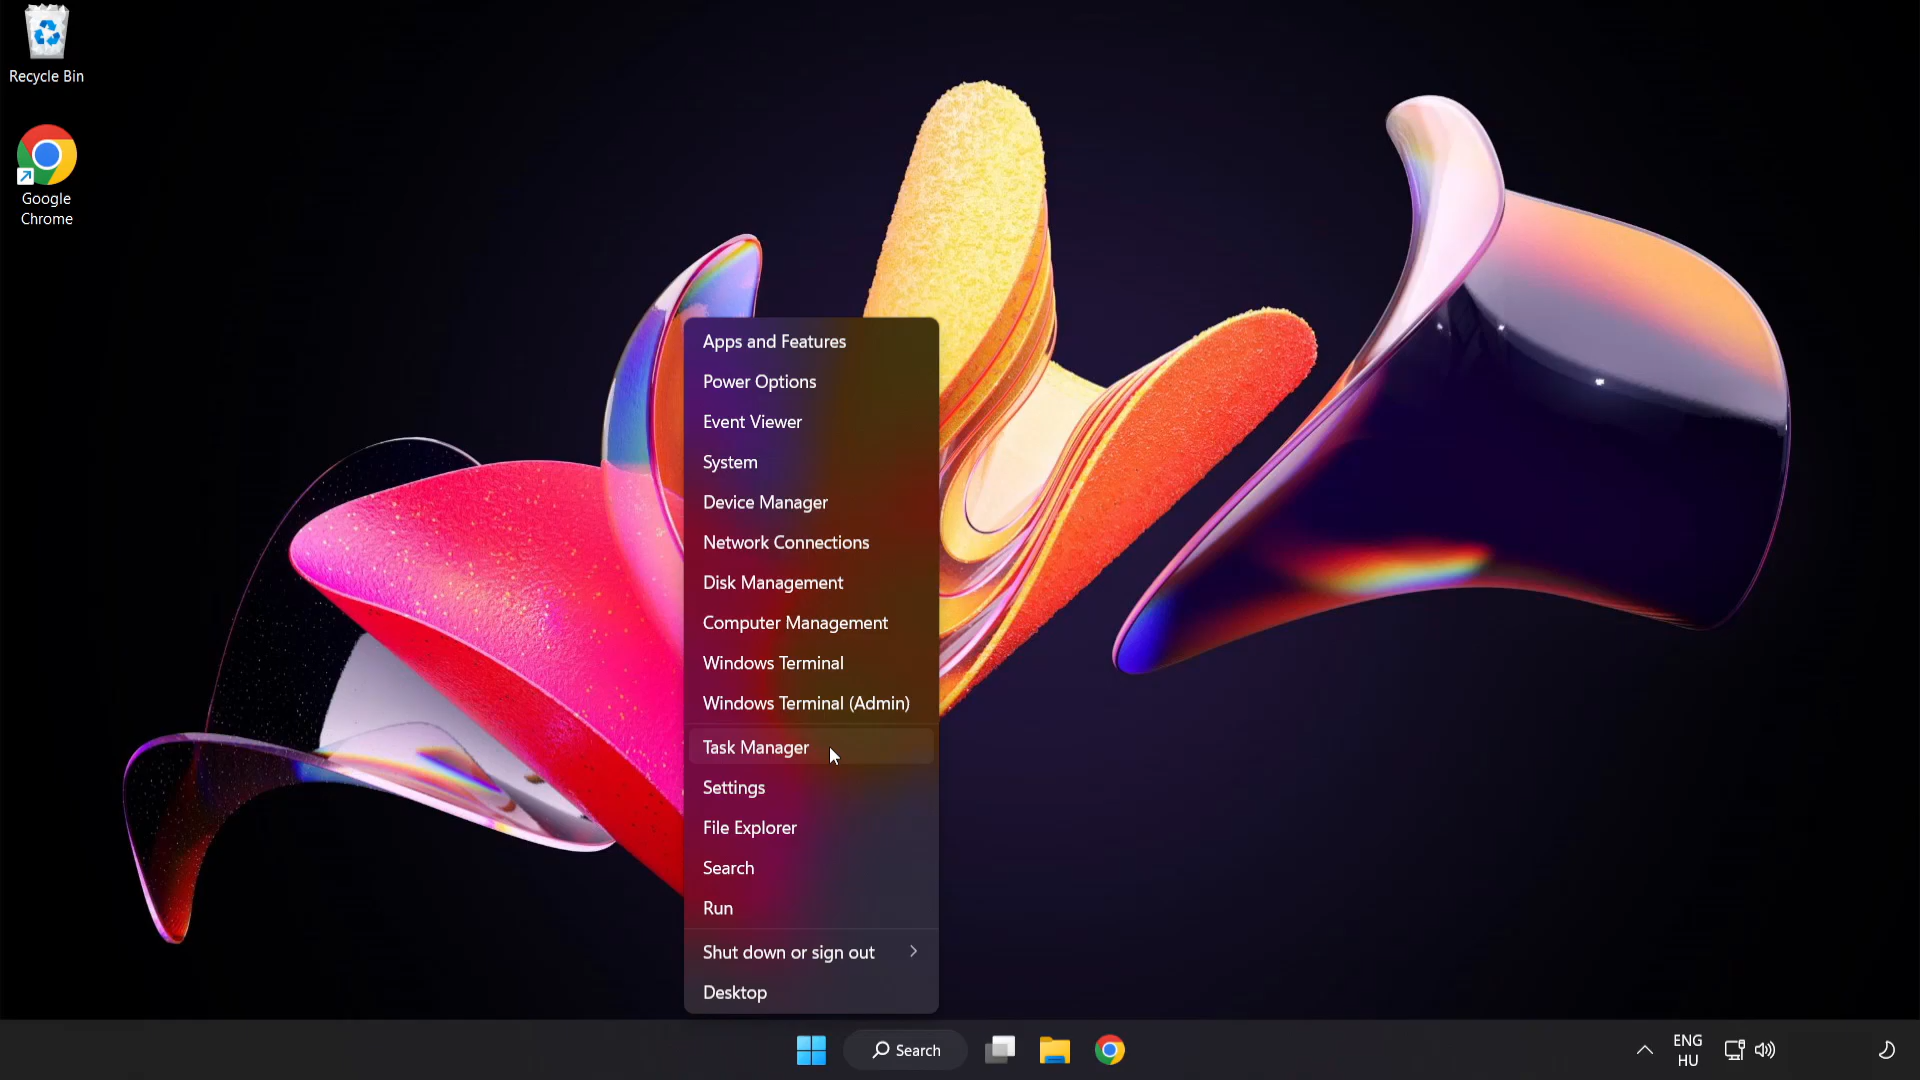 Recycle Bin
Google
Chrome
Apps and Features
Power Options
Event Viewer
System
Device Manager
Network Connections
Disk Management
Computer Management
Windows Terminal
Windows Terminal (Admin)
Task Manager
Settings
File Explorer
Search
Run
Shut down or sign out
Desktop
Search
ENG
HU